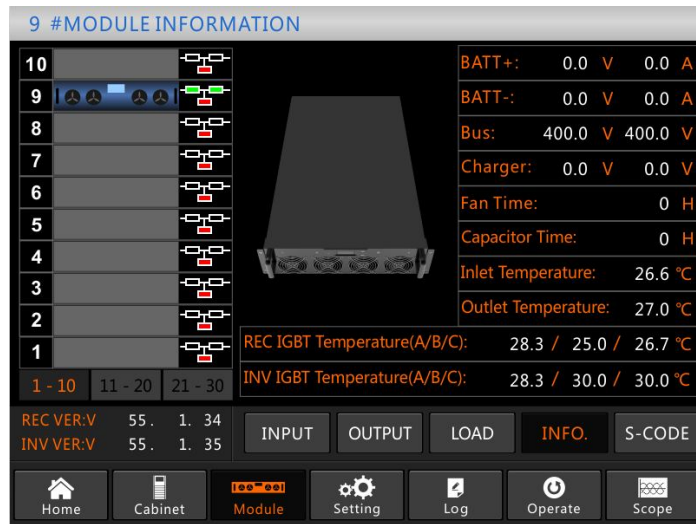 9 #MODULE INFORMATION
10
9
8
7
6
5
4
3
2
1
1 - 10 11 - 20 21 - 30
BATT+: 0.0 V 0.0 A
BATT-: 0.0 V 0.0 A
Bus: 400.0 V 400.0 V
Charger: 0.0 V 0.0 V
Fan Time: 0 H
Capacitor Time: 0 H
Inlet Temperature: 26.6 ℃
Outlet Temperature: 27.0 ℃
REC IGBT Temperature(A/B/C): 28.3 / 25.0 / 26.7 ℃
INV IGBT Temperature(A/B/C): 28.3 / 30.0 / 30.0 ℃
REC VER:V 55. 1. 34
INV VER:V 55. 1. 35
INPUT OUTPUT LOAD INFO. S-CODE
Home Cabinet Module Setting Log Operate Scope